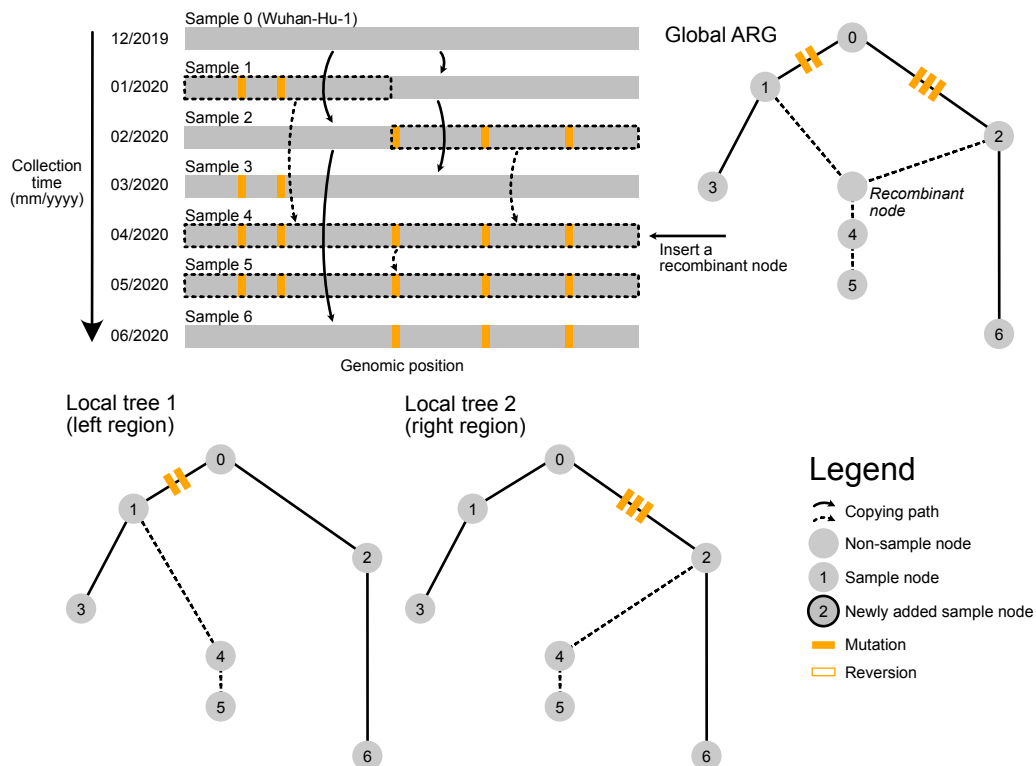 Sample 0 (Wuhan-Hu-1)
12/2019
Sample 1
01/2020
Sample 2
02/2020
Sample 3
03/2020
Sample 4
04/2020
Sample 5
05/2020
Sample 6
06/2020
Collection
time
(mm/yyyy)
Genomic position
Insert a
recombinant node
Global ARG
0
1
2
3
Recombinant
node
4
5
6
Local tree 1
(left region)
0
1
2
3
4
5
6
Local tree 2
(right region)
0
1
2
3
4
5
6
Legend
Copying path
Non-sample node
1 Sample node
2 Newly added sample node
Mutation
Reversion